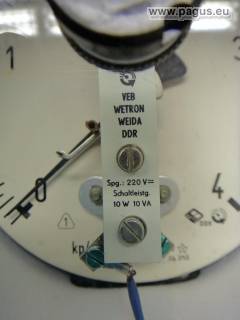 www.pagus.eu
1
3
VEB
WETRON
WEIDA
DDR
Spg.: 220 V=
Schaltleistg.
10 W 10 VA
0
4
kp/